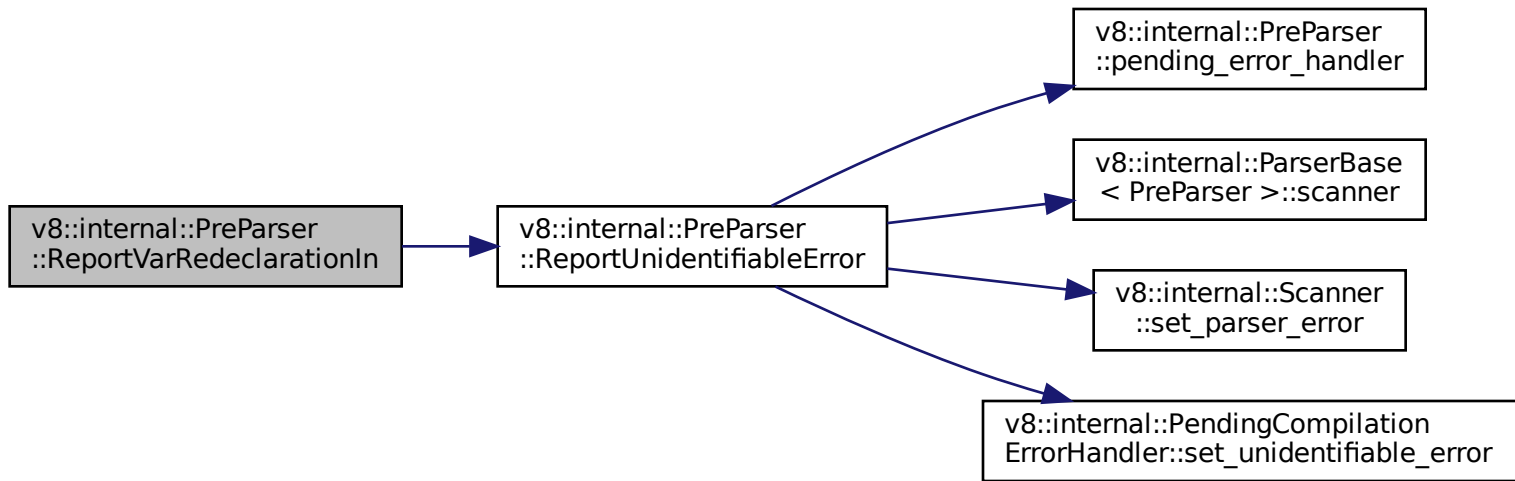 v8::internal::PreParser
::ReportVarRedeclarationIn
v8::internal::PreParser
::ReportUnidentifiableError
v8::internal::PreParser
::pending_error_handler
v8::internal::ParserBase
< PreParser >::scanner
v8::internal::Scanner
::set_parser_error
v8::internal::PendingCompilation
ErrorHandler::set_unidentifiable_error